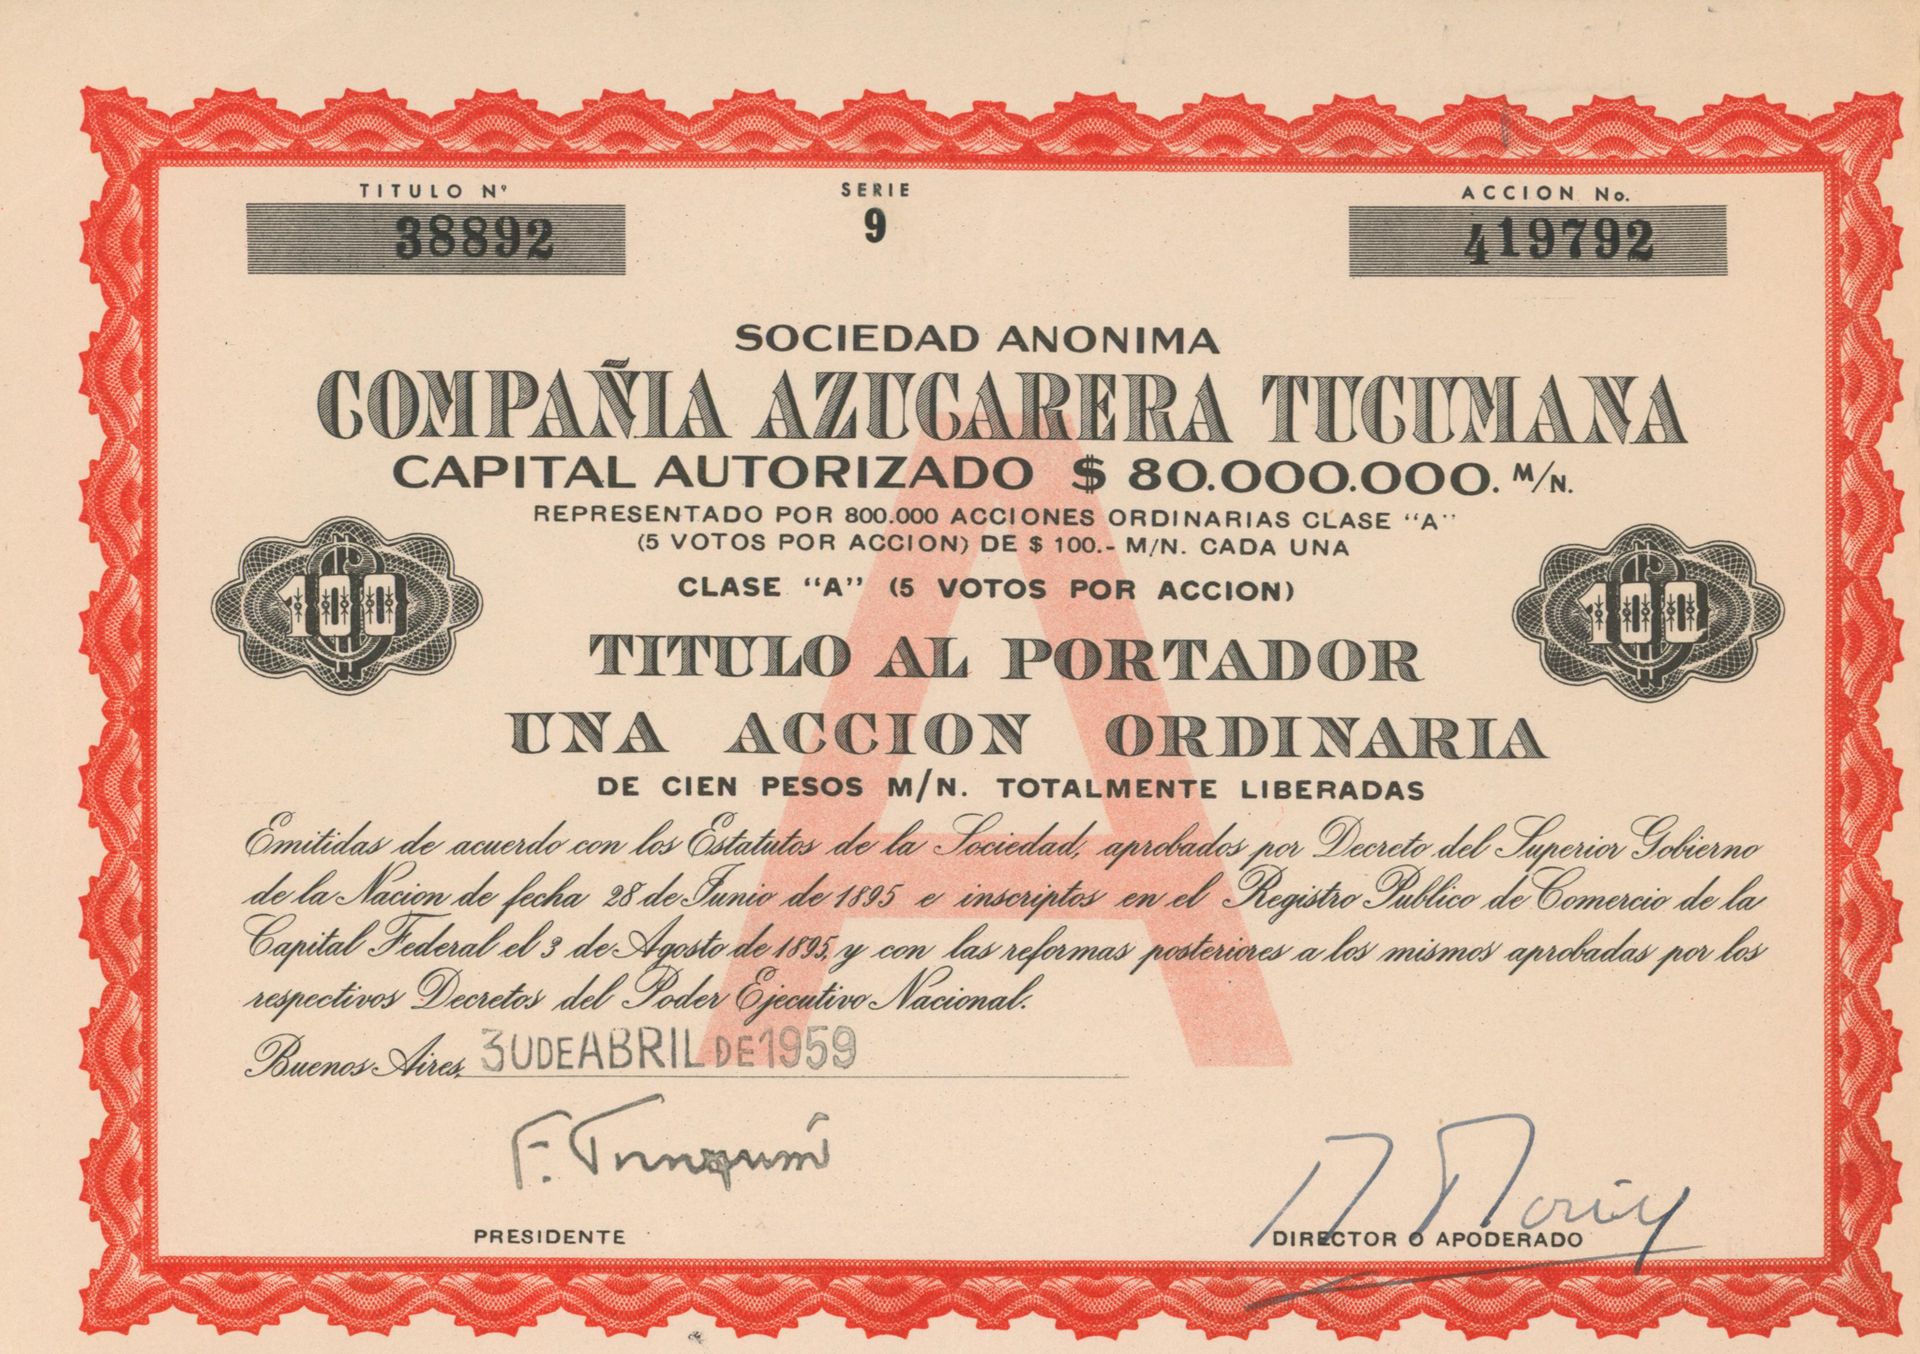 TITULO Nº
SERIE
ACCION No.
38892
9
419792
SOCIEDAD ANONIMA
COMPAÑIA AZUCARERA TUCUMANA
CAPITAL AUTORIZADO $ 80.000.000. M/N.
REPRESENTADO POR 800.000 ACCIONES ORDINARIAS CLASE "A"
(5 VOTOS POR ACCION) DE $ 100.- M/N. CADA UNA
CLASE "A" (5 VOTOS POR ACCION)
100
100
TITULO AL PORTADOR
UNA ACCION ORDINARIA
DE CIEN PESOS M/N. TOTALMENTE LIBERADAS
Emitidas de acuerdo con los Estatutos de la Sociedad, aprobados por Decreto del Superior Gobierno
de la Nacion de fecha 28 de Junio de 1895 e inscriptos en el Registro Publico de Comercio de la
Capital Federal el 3 de Agosto de 1895, y con las reformas posteriores a los mismos aprobadas por los
respectivos Decretos del Poder Ejecutivo Nacional.
Buenos Aires, 30 DE ABRIL DE 1959
A
PRESIDENTE
DIRECTOR O APODERADO